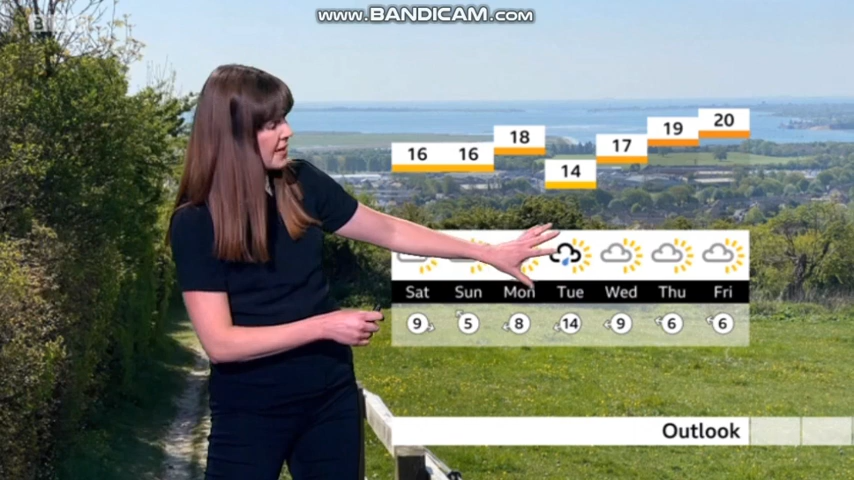 www.BANDICAM.com
BBC
16 16 18 14 17 19 20
Sat Sun Mon Tue Wed Thu Fri
9 5 8 14 9 6 6
Outlook